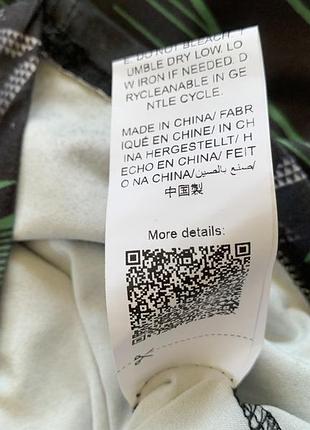 E. DO NOT BLEACH. T
UMBLE DRY LOW. LO
W IRON IF NEEDED. D
RYCLEANABLE IN GE
NTLE CYCLE.
MADE IN CHINA/ FABR
IQUÉ EN CHINE/ IN CH
INA HERGESTELLT/ H
ECHO EN CHINA/ FEIT
O NA CHINA/صنع بالصين/
中国製
More details: